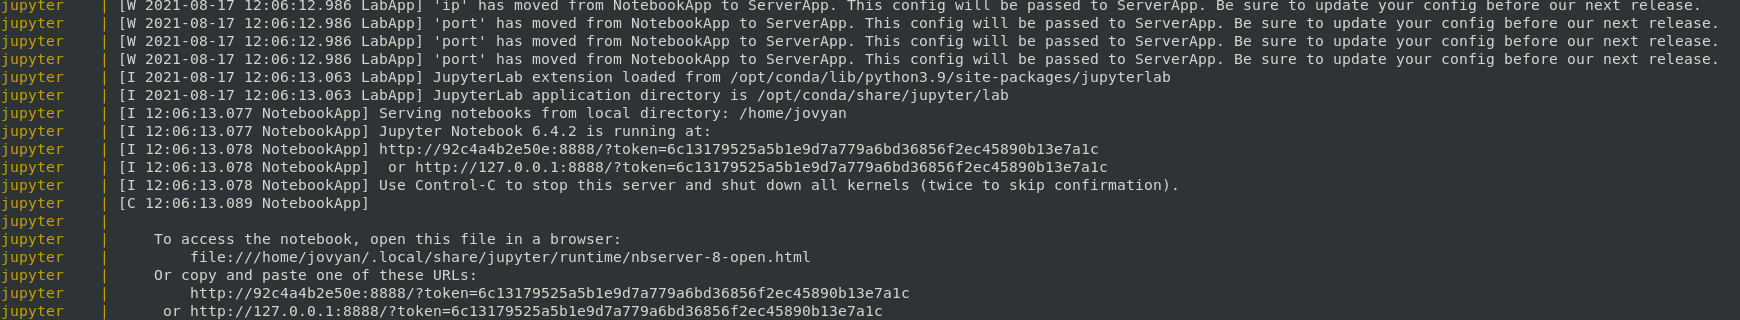 jupyter    | [W 2021-08-17 12:06:12.986 LabApp] 'ip' has moved from NotebookApp to ServerApp. This config will be passed to ServerApp. Be sure to update your config before our next release.
jupyter    | [W 2021-08-17 12:06:12.986 LabApp] 'port' has moved from NotebookApp to ServerApp. This config will be passed to ServerApp. Be sure to update your config before our next release.
jupyter    | [W 2021-08-17 12:06:12.986 LabApp] 'port' has moved from NotebookApp to ServerApp. This config will be passed to ServerApp. Be sure to update your config before our next release.
jupyter    | [W 2021-08-17 12:06:12.986 LabApp] 'port' has moved from NotebookApp to ServerApp. This config will be passed to ServerApp. Be sure to update your config before our next release.
jupyter    | [I 2021-08-17 12:06:13.063 LabApp] JupyterLab extension loaded from /opt/conda/lib/python3.9/site-packages/jupyterlab
jupyter    | [I 2021-08-17 12:06:13.063 LabApp] JupyterLab application directory is /opt/conda/share/jupyter/lab
jupyter    | [I 12:06:13.077 NotebookApp] Serving notebooks from local directory: /home/jovyan
jupyter    | [I 12:06:13.077 NotebookApp] Jupyter Notebook 6.4.2 is running at:
jupyter    | [I 12:06:13.078 NotebookApp] http://92c4a4b2e50e:8888/?token=6c13179525a5b1e9d7a779a6bd36856f2ec45890b13e7a1c
jupyter    | [I 12:06:13.078 NotebookApp]  or http://127.0.0.1:8888/?token=6c13179525a5b1e9d7a779a6bd36856f2ec45890b13e7a1c
jupyter    | [I 12:06:13.078 NotebookApp] Use Control-C to stop this server and shut down all kernels (twice to skip confirmation).
jupyter    | [C 12:06:13.089 NotebookApp]
jupyter    |
jupyter    |     To access the notebook, open this file in a browser:
jupyter    |         file:///home/jovyan/.local/share/jupyter/runtime/nbserver-8-open.html
jupyter    |     Or copy and paste one of these URLs:
jupyter    |         http://92c4a4b2e50e:8888/?token=6c13179525a5b1e9d7a779a6bd36856f2ec45890b13e7a1c
jupyter    |      or http://127.0.0.1:8888/?token=6c13179525a5b1e9d7a779a6bd36856f2ec45890b13e7a1c